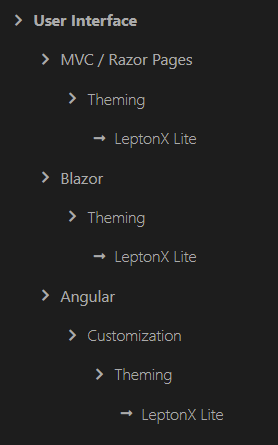 User Interface
MVC / Razor Pages
Theming
LeptonX Lite
Blazor
Theming
LeptonX Lite
Angular
Customization
Theming
LeptonX Lite